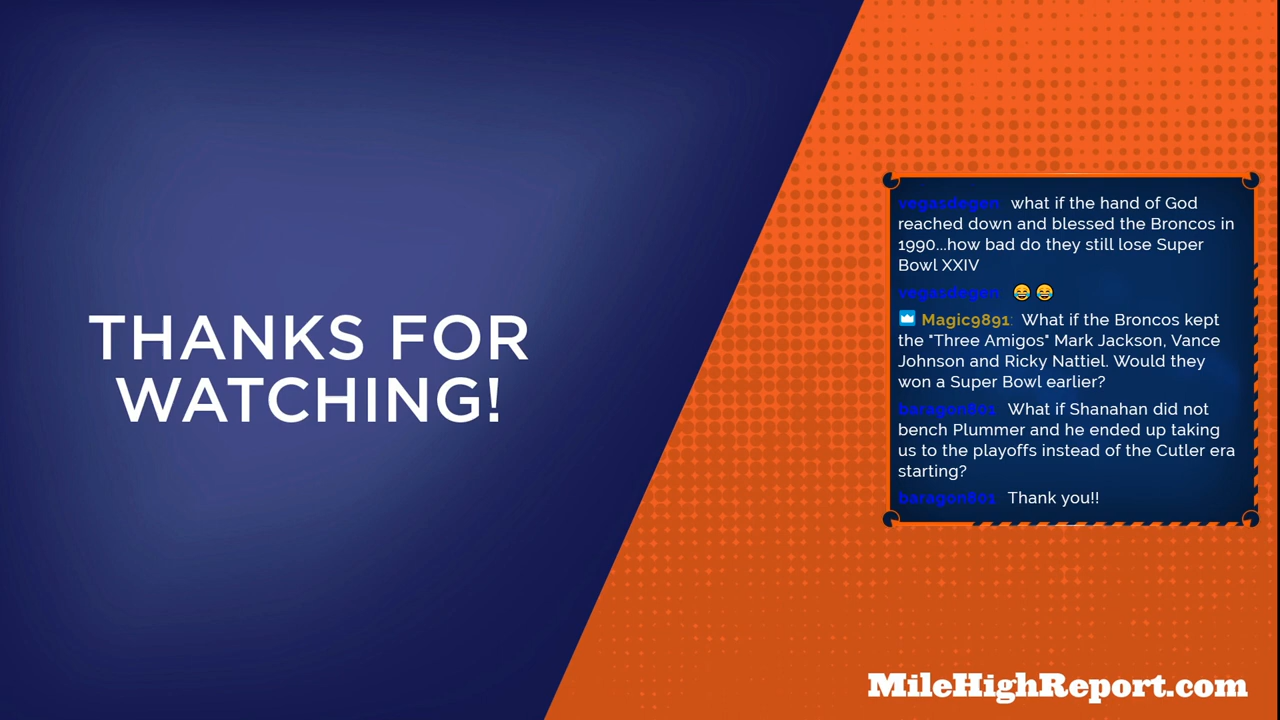 THANKS FOR
WATCHING!
vegasdegen: what if the hand of God
reached down and blessed the Broncos in
1990...how bad do they still lose Super
Bowl XXIV
vegasdegen: 😂 😂
Magic9891: What if the Broncos kept
the "Three Amigos" Mark Jackson, Vance
Johnson and Ricky Nattiel. Would they
won a Super Bowl earlier?
baragon801: What if Shanahan did not
bench Plummer and he ended up taking
us to the playoffs instead of the Cutler era
starting?
baragon801: Thank you!!
MileHighReport.com